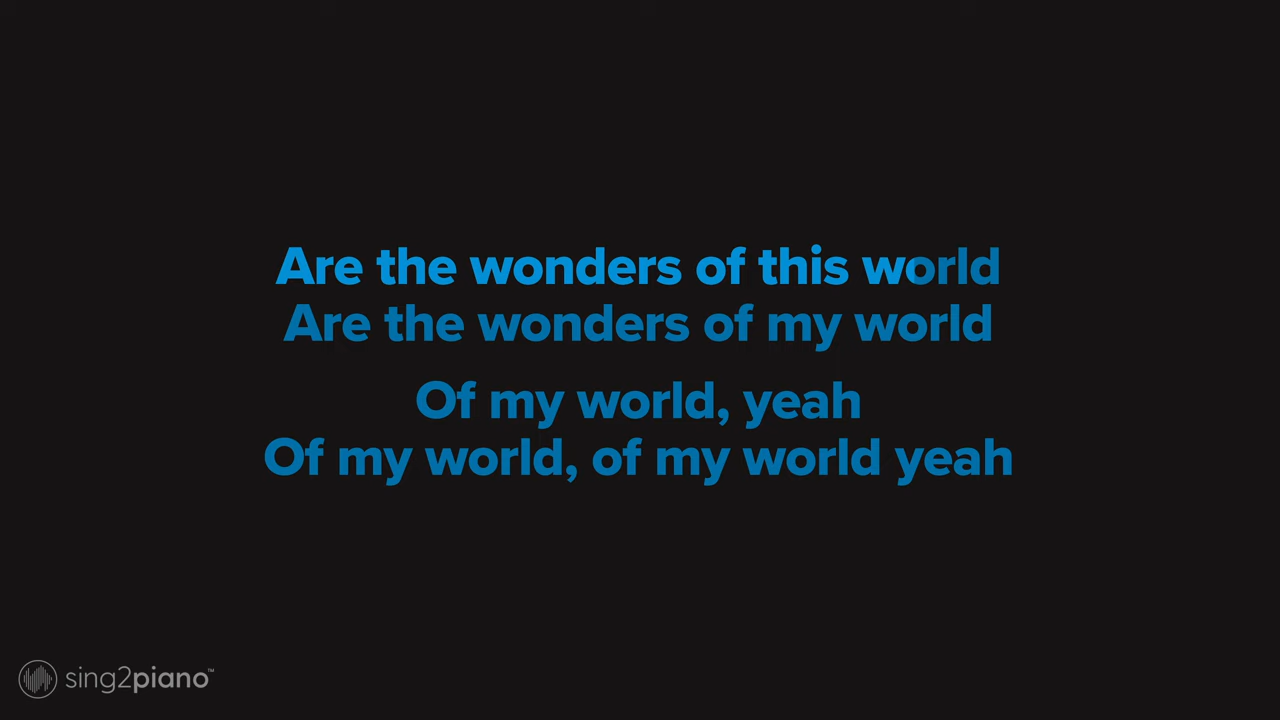 Are the wonders of this world
Are the wonders of my world
Of my world, yeah
Of my world, of my world yeah
sing2piano™